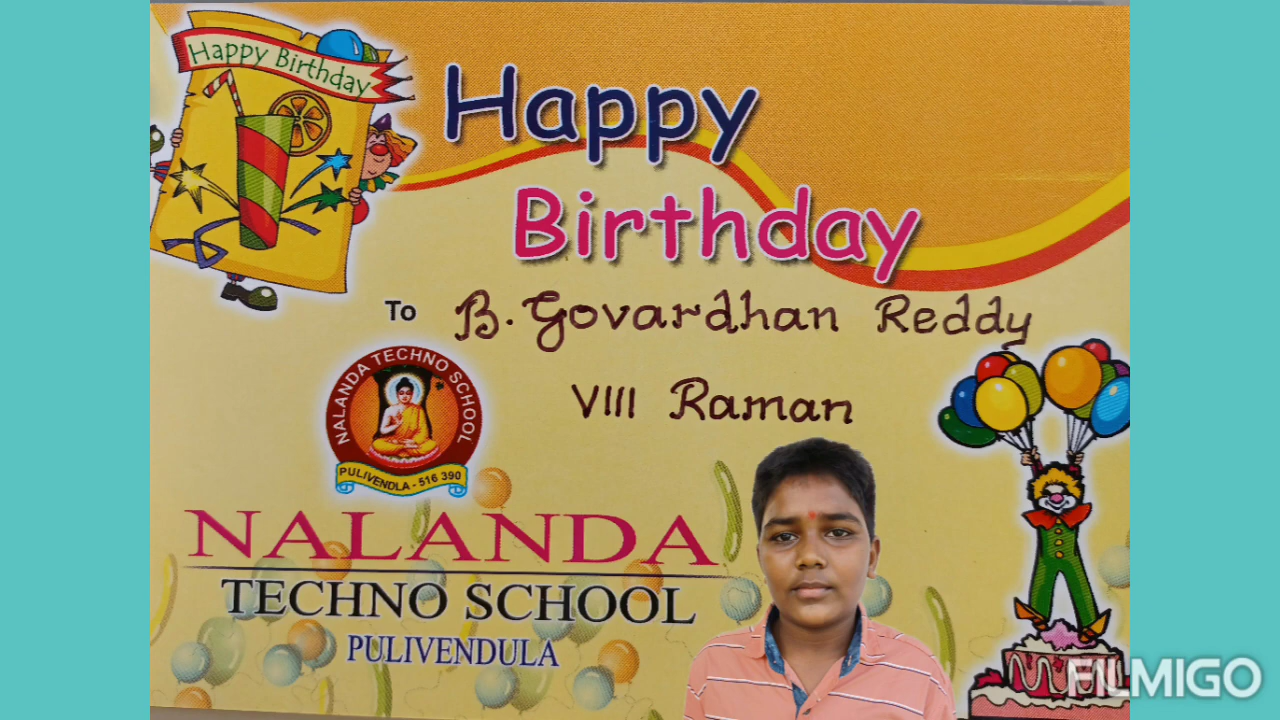 Happy Birthday
Happy
Birthday
To B. Govardhan Reddy
VIII Raman
NALANDA TECHNO SCHOOL
PULIVENDLA - 516 390
NALANDA
TECHNO SCHOOL
PULIVENDULA
FILMIGO